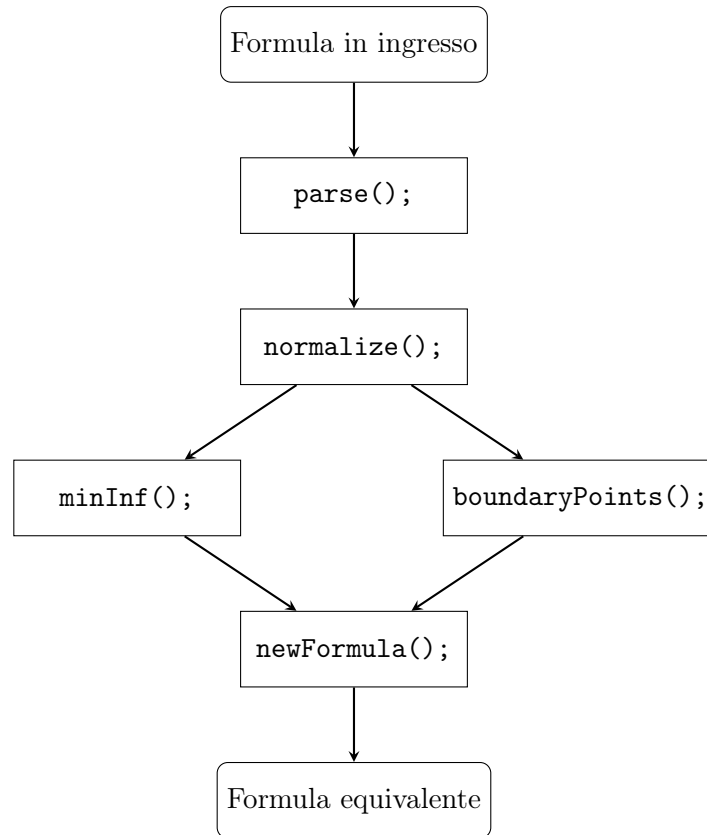 Formula in ingresso
parse();
normalize();
minInf();
boundaryPoints();
newFormula();
Formula equivalente